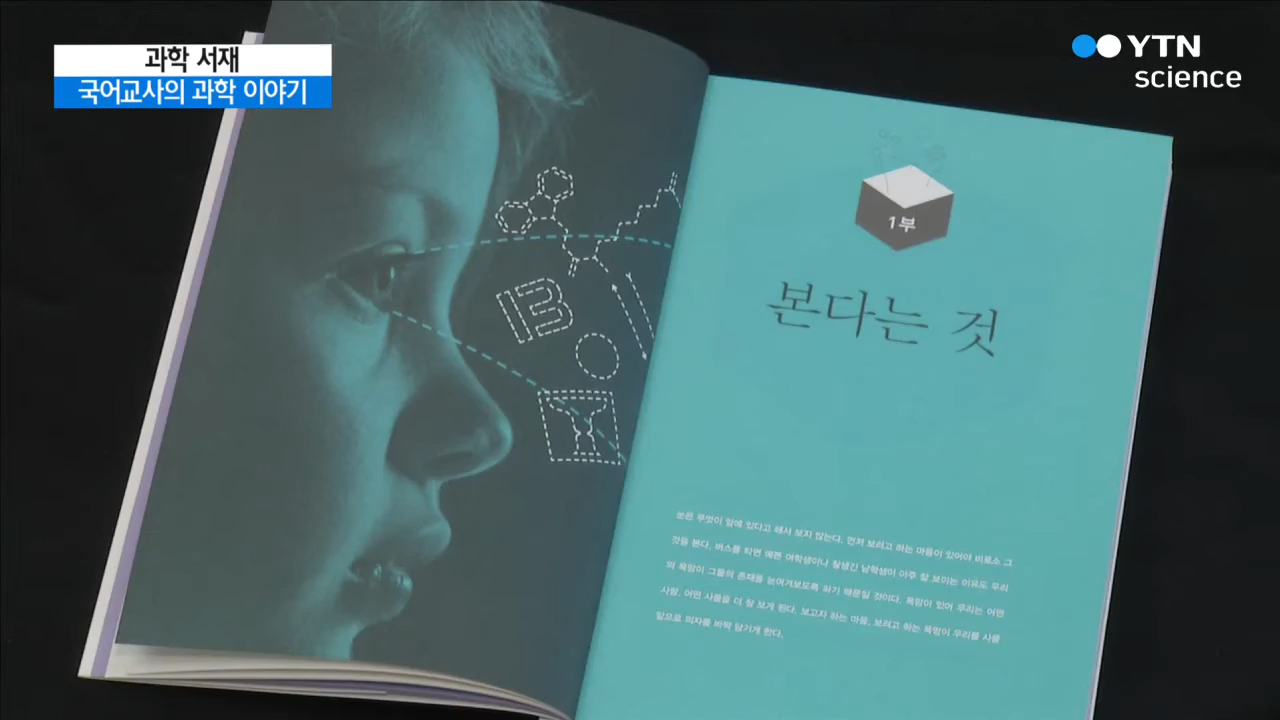 과학 서재
국어교사의 과학 이야기
YTN
science
1부
본다는 것
눈은 무엇이 앞에 있다고 해서 보지 않는다. 먼저 보려고 하는 마음이 있어야 비로소 그
것을 본다. 버스를 타면 예쁜 여학생이나 잘생긴 남학생이 아주 잘 보이는 이유도 우리
의 욕망이 그들의 존재를 눈여겨보도록 하기 때문일 것이다. 욕망이 있어 우리는 어떤
사람, 어떤 사물을 더 잘 보게 된다. 보고자 하는 마음, 보려고 하는 욕망이 우리를 사물
앞으로 의자를 바짝 당기게 한다.